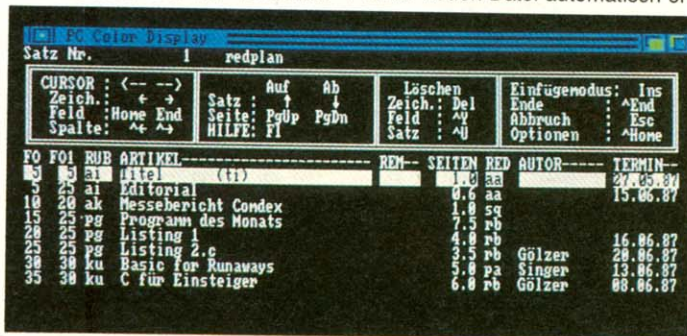 Datei automatisch er
PC Color Display
Satz Nr. 1 redplan
CURSOR : <-- --> Auf Ab Löschen Einfügemodus: Ins
Zeich. : ← → Satz : ↑ ↓ Zeich.: Del Ende : ^End
Feld : Home End Seite: PgUp PgDn Feld : ^Y Abbruch : Esc
Spalte: ^← ^→ HILFE: F1 Satz : ^U Optionen : ^Home
FO FO1 RUB ARTIKEL REM-- SEITEN RED AUTOR----- TERMIN--
5 5 ai Titel (ti) 1.0 aa 27.05.87
5 25 ai Editorial 0.6 aa 15.06.87
10 20 ak Messebericht Comdex 1.0 sq
15 25 pg Programm des Monats 7.5 rb
20 25 pg Listing 1 4.0 rb 16.06.87
25 25 pg Listing 2.c 3.5 rb Gölzer 20.06.87
30 30 ku Basic for Runaways 5.0 pa Singer 13.06.87
35 30 ku C für Einsteiger 6.0 rb Gölzer 08.06.87